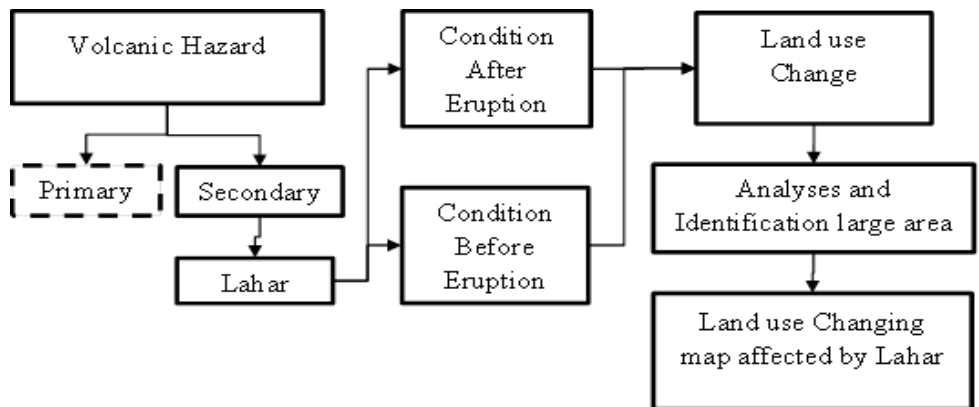 Volcanic Hazard
Primary
Secondary
Lahar
Condition
After
Eruption
Condition
Before
Eruption
Land use
Change
Analyses and
Identification large area
Land use Changing
map affected by Lahar